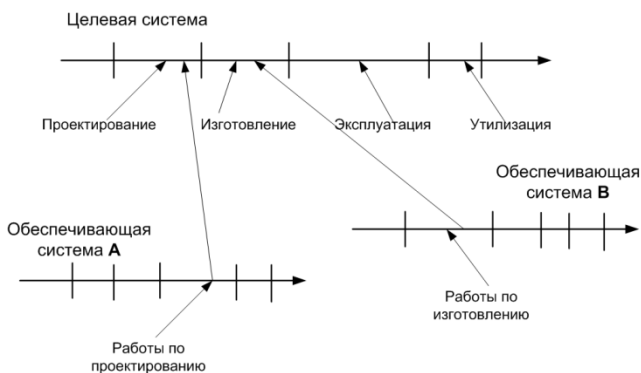 Целевая система
Проектирование
Изготовление
Эксплуатация
Утилизация
Обеспечивающая
система B
Обеспечивающая
система A
Работы по
изготовлению
Работы по
проектированию